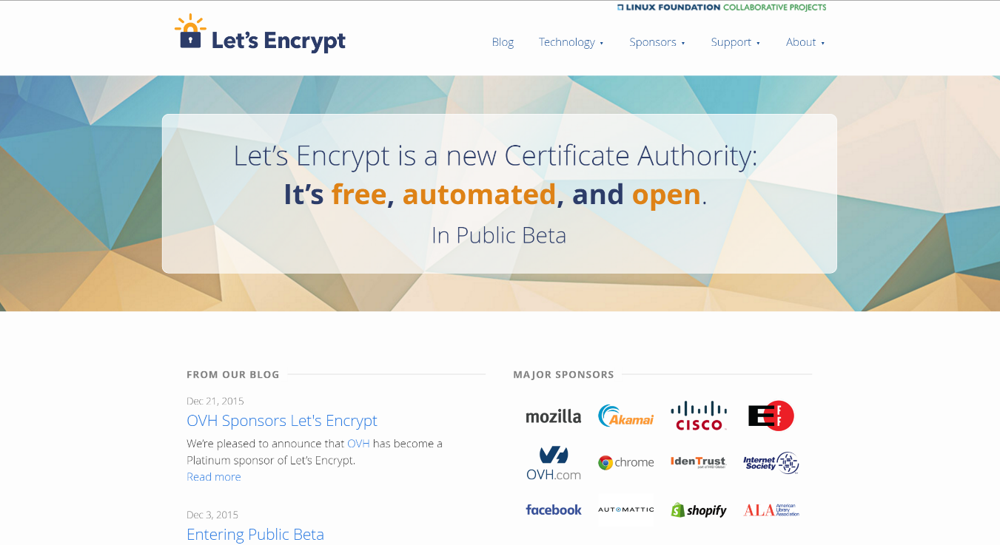 LINUX FOUNDATION COLLABORATIVE PROJECTS
Let's Encrypt
Blog Technology Sponsors Support About
Let's Encrypt is a new Certificate Authority:
It's free, automated, and open.
In Public Beta
FROM OUR BLOG
Dec 21, 2015
OVH Sponsors Let's Encrypt
We're pleased to announce that OVH has become a
Platinum sponsor of Let's Encrypt.
Read more
Dec 3, 2015
Entering Public Beta
MAJOR SPONSORS
mozilla Akamai CISCO EFF
OVH.com chrome IdenTrust part of HID Global Internet Society
facebook AUTOMATTIC shopify ALA American Library Association